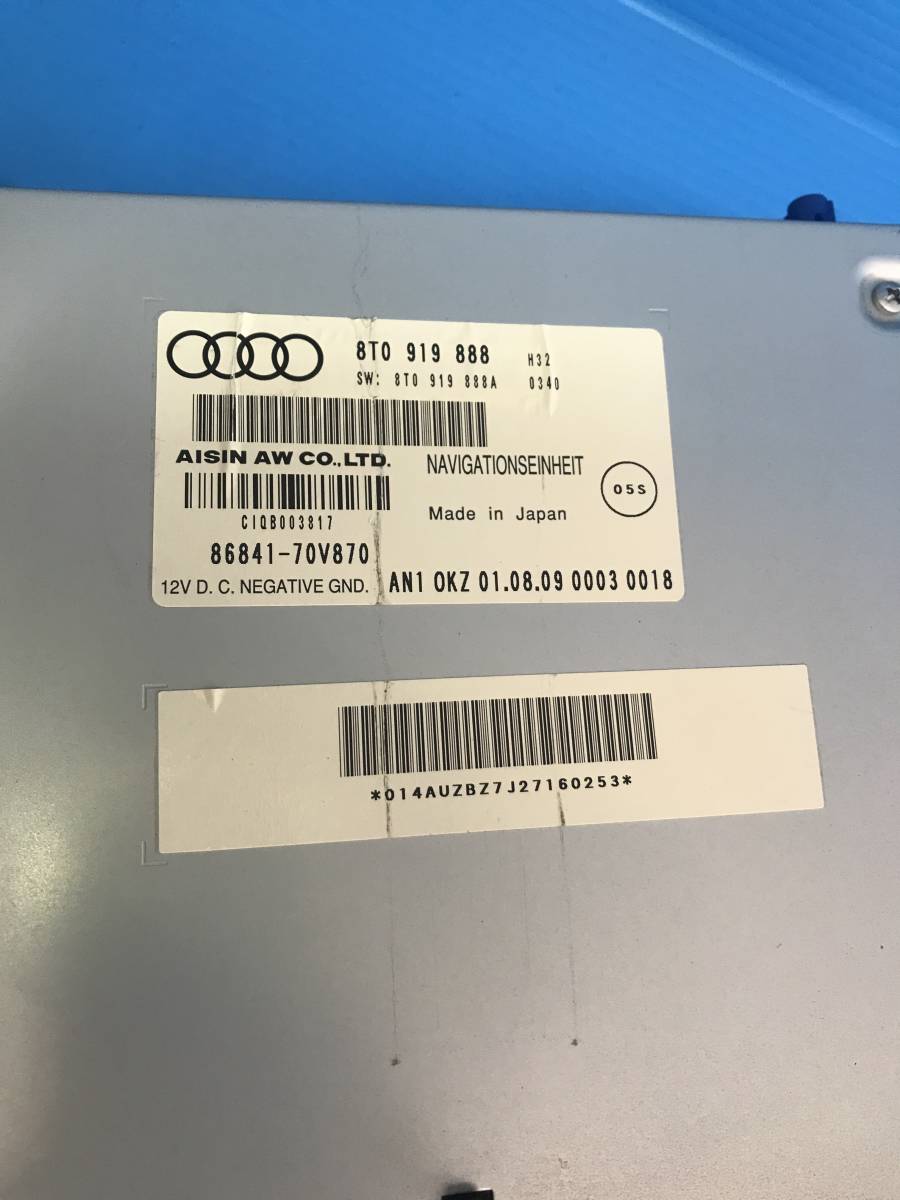 8T0 919 888 H32
SW: 8T0 919 888A 0340
AISIN AW CO., LTD.
NAVIGATIONSEINHEIT
05S
Made in Japan
CIQB003817
86841-70V870
12V D. C. NEGATIVE GND.
AN1 0KZ 01.08.09 0003 0018
*014AUZBZ7J27160253*